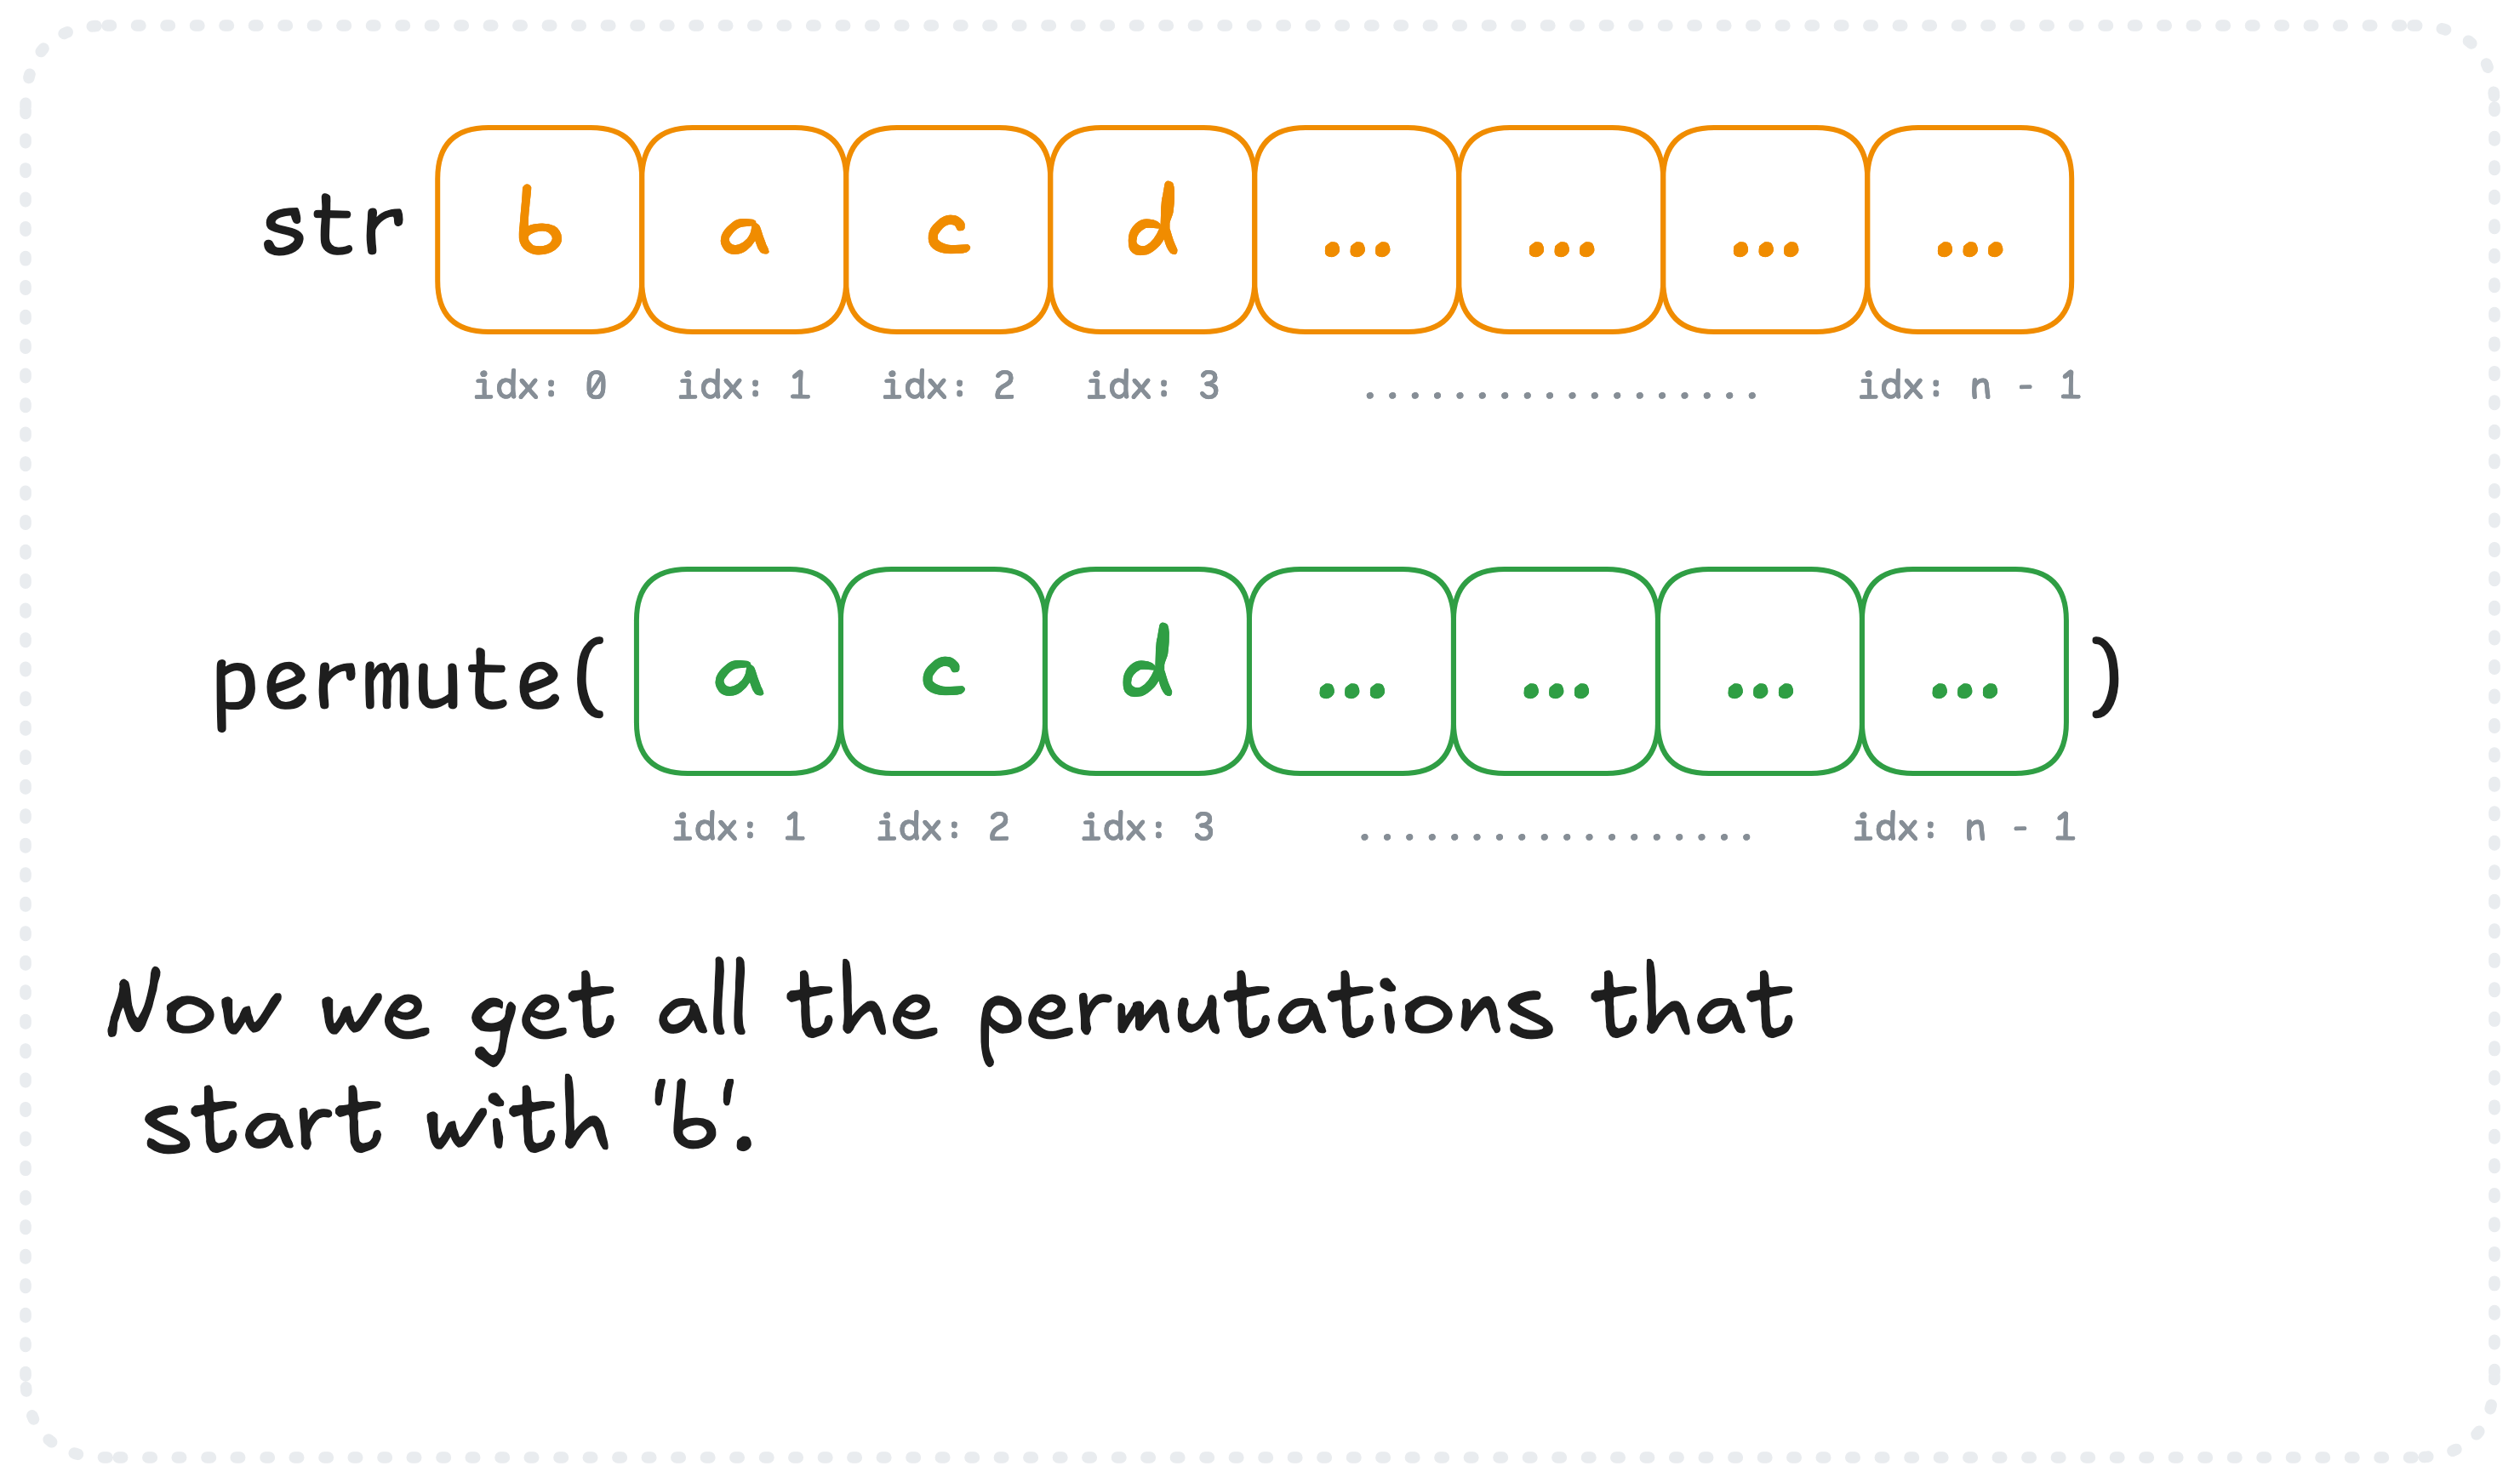 str b a c d ... ... ... ...
idx: 0 idx: 1 idx: 2 idx: 3 .................. idx: n - 1
permute( a c d ... ... ... ... )
idx: 1 idx: 2 idx: 3 .................. idx: n - 1
Now we get all the permutations that
start with 'b'.